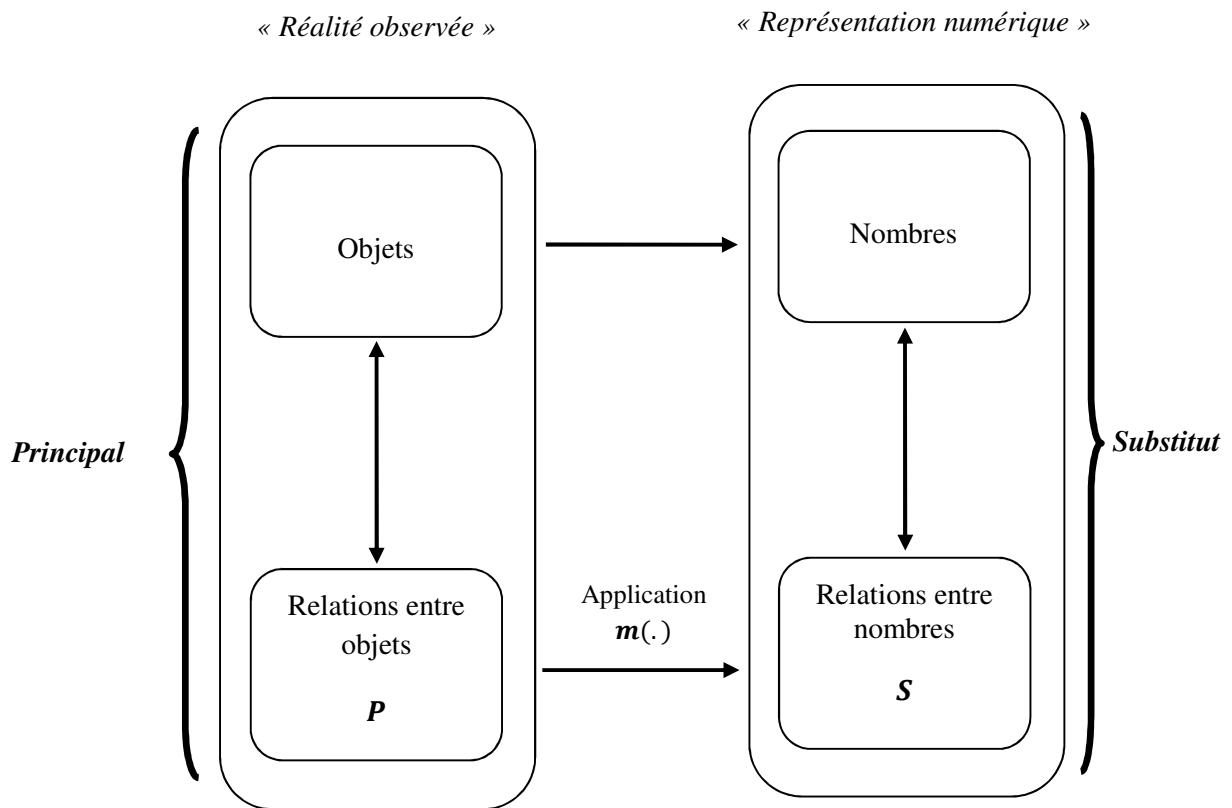 « Réalité observée »
« Représentation numérique »
Objets
Nombres
Principal
Substitut
Relations entre
objets
P
Application
m(.)
Relations entre
nombres
S